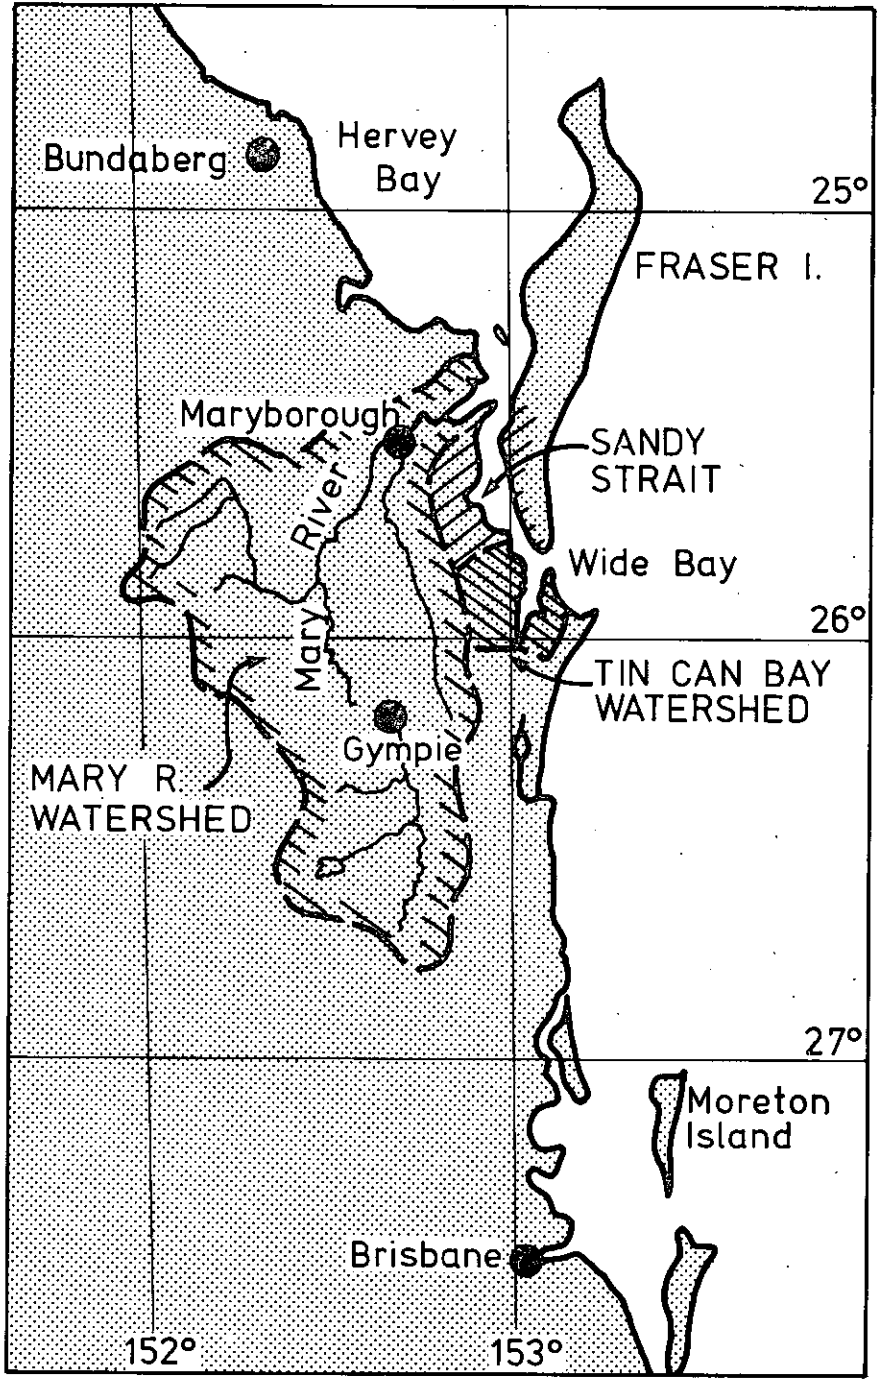 Hervey
Bay
Bundaberg
25°
FRASER I.
Maryborough
SANDY
STRAIT
River
Wide Bay
Mary
26°
TIN CAN BAY
WATERSHED
Gympie
MARY R.
WATERSHED
27°
Moreton
Island
Brisbane
152°
153°